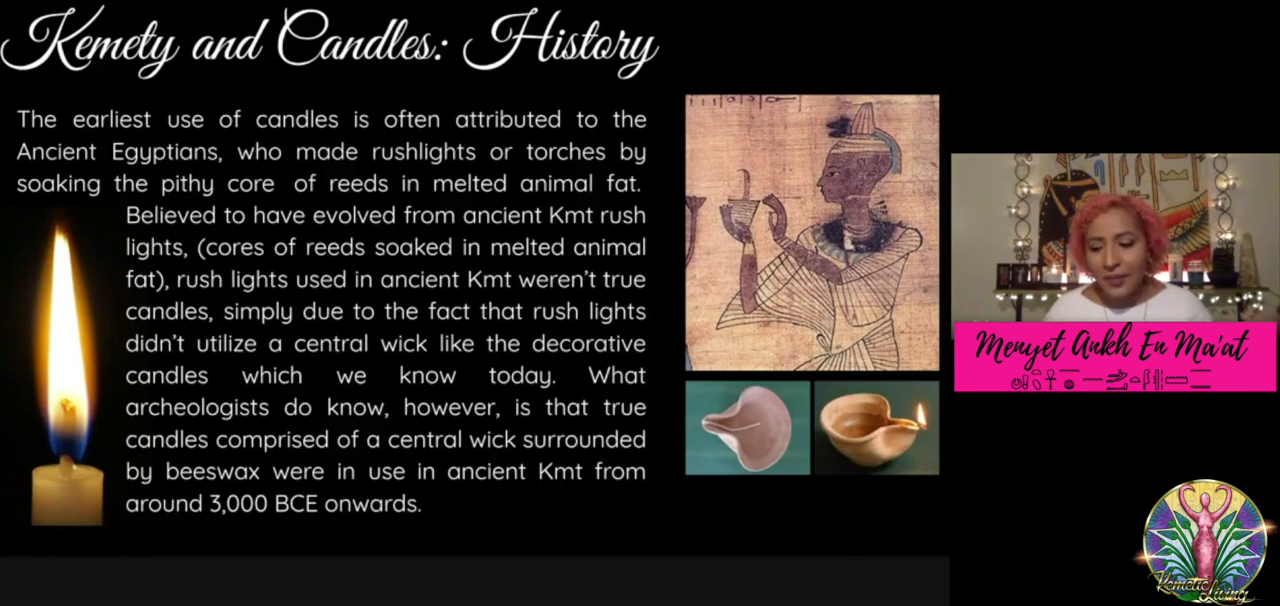 Kemety and Candles: History
The earliest use of candles is often attributed to the
Ancient Egyptians, who made rushlights or torches by
soaking the pithy core of reeds in melted animal fat.
Believed to have evolved from ancient Kmt rush
lights, (cores of reeds soaked in melted animal
fat), rush lights used in ancient Kmt weren't true
candles, simply due to the fact that rush lights
didn't utilize a central wick like the decorative
candles which we know today. What
archeologists do know, however, is that true
candles comprised of a central wick surrounded
by beeswax were in use in ancient Kmt from
around 3,000 BCE onwards.
Menyet Ankh En Ma'at
Kemetic Living